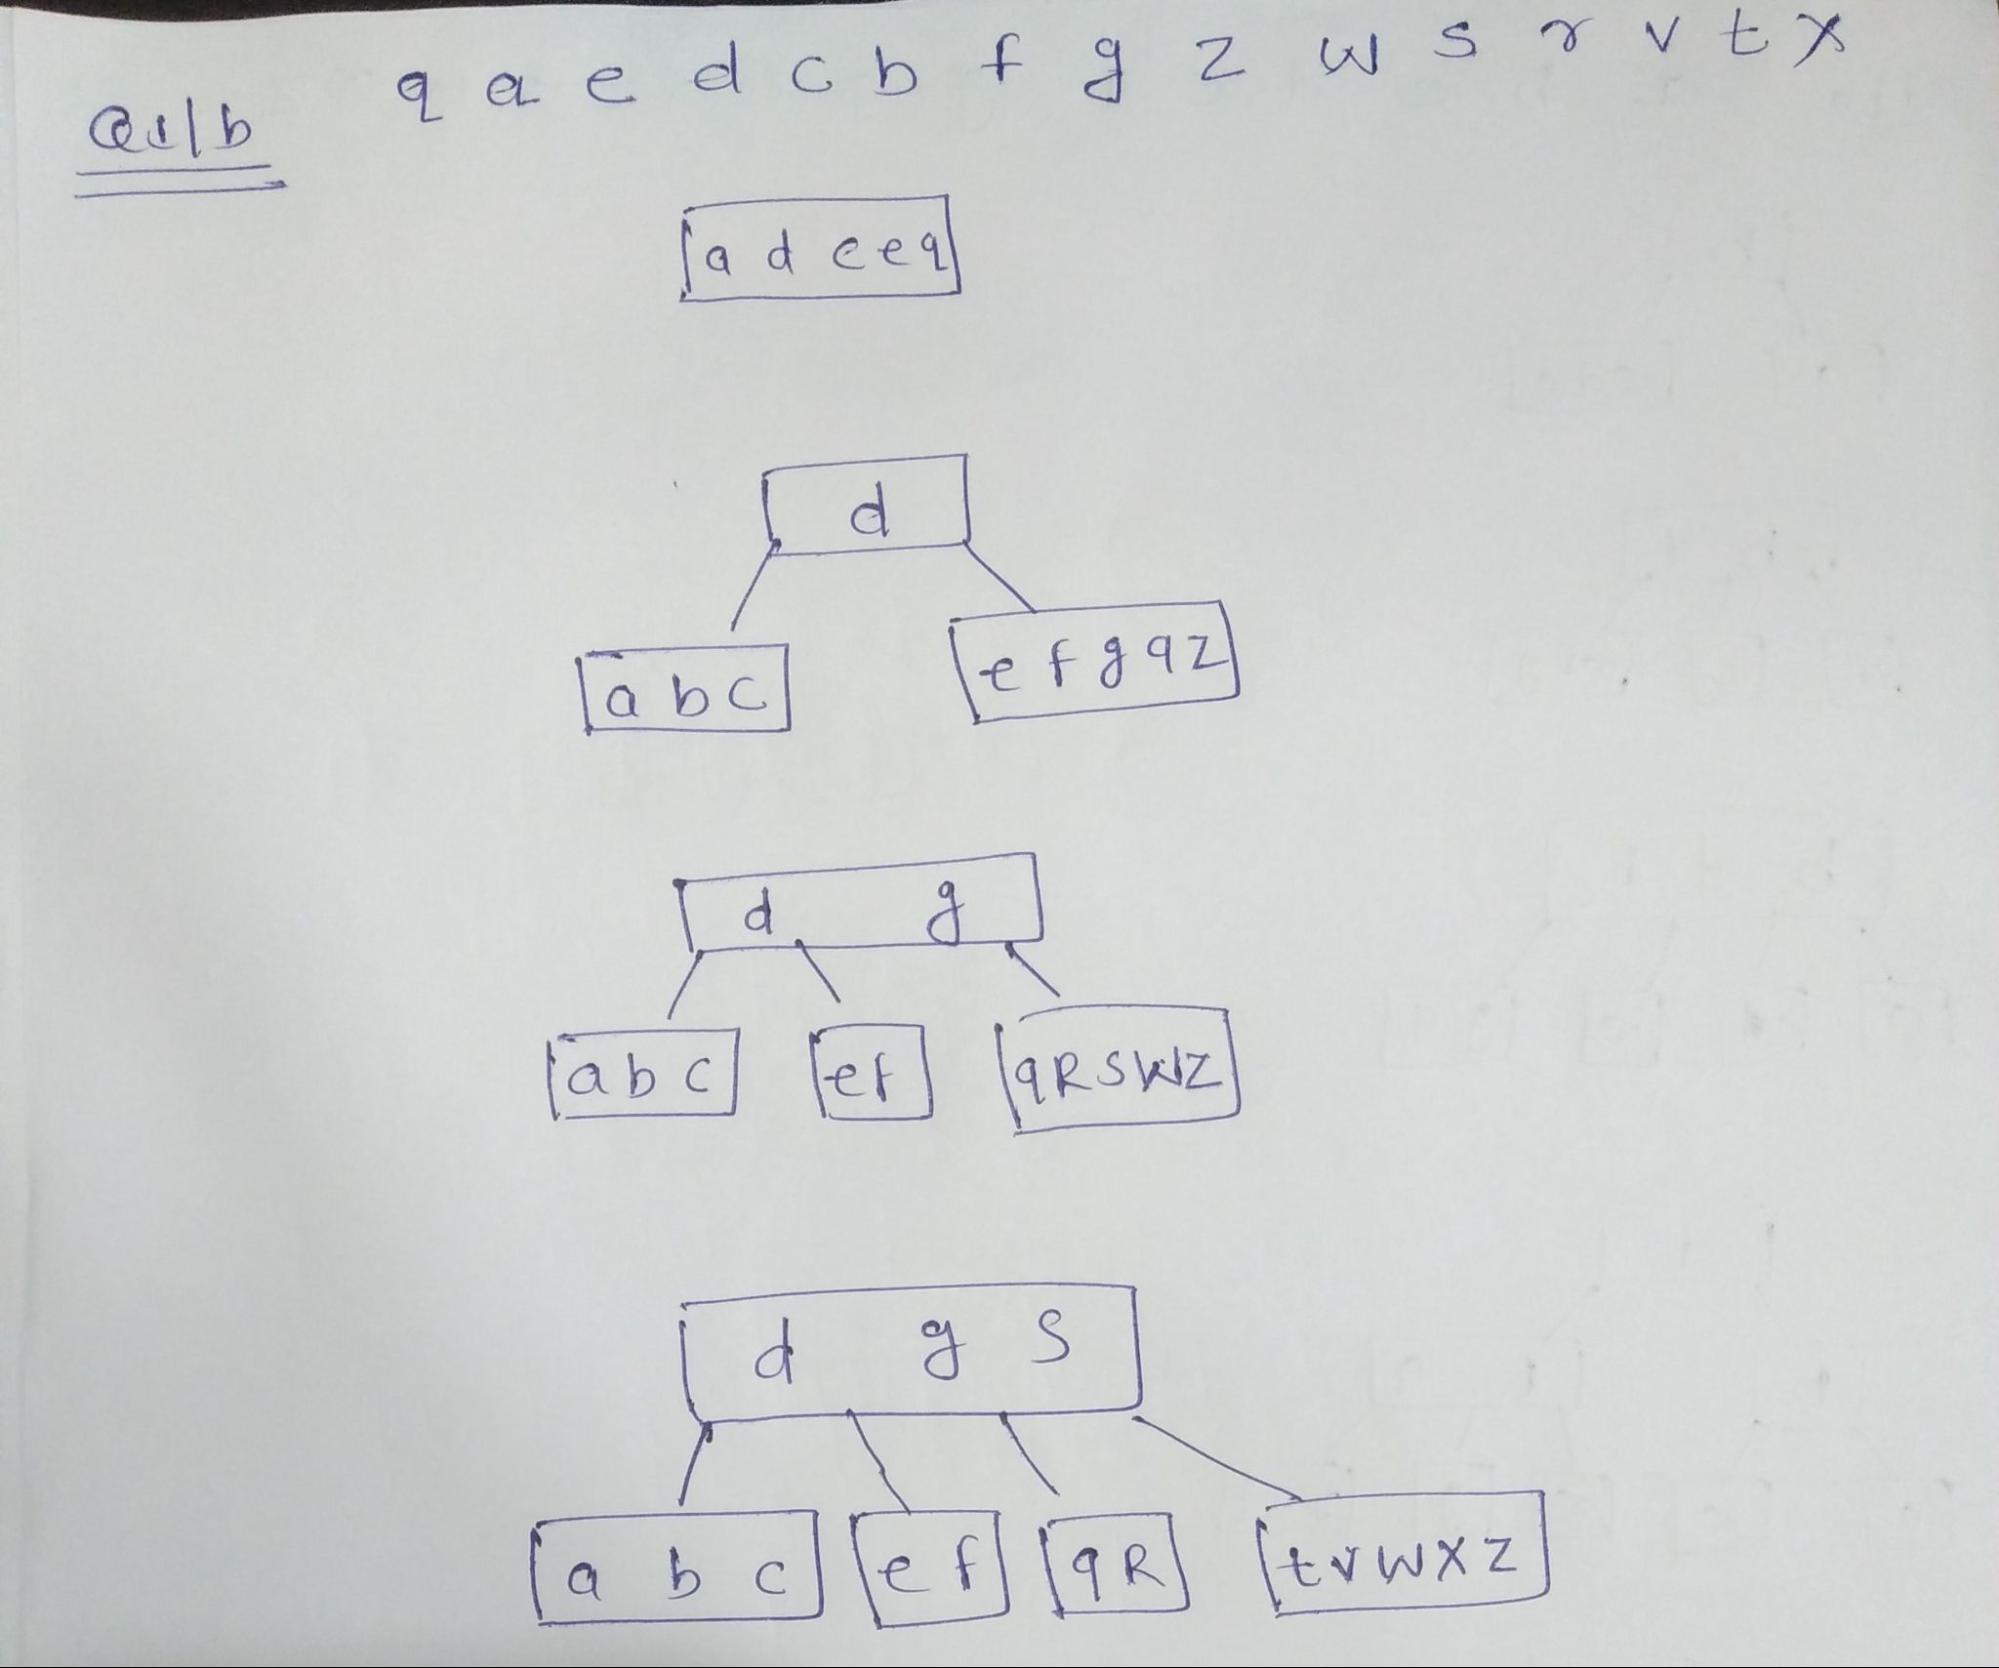 q a e d c b f g z w s r v t x
Q1/b
a d c e q
d
a b c   e f g q z
d g
a b c   e f   q R S W Z
d g S
a b c   e f   q R   t v w x z